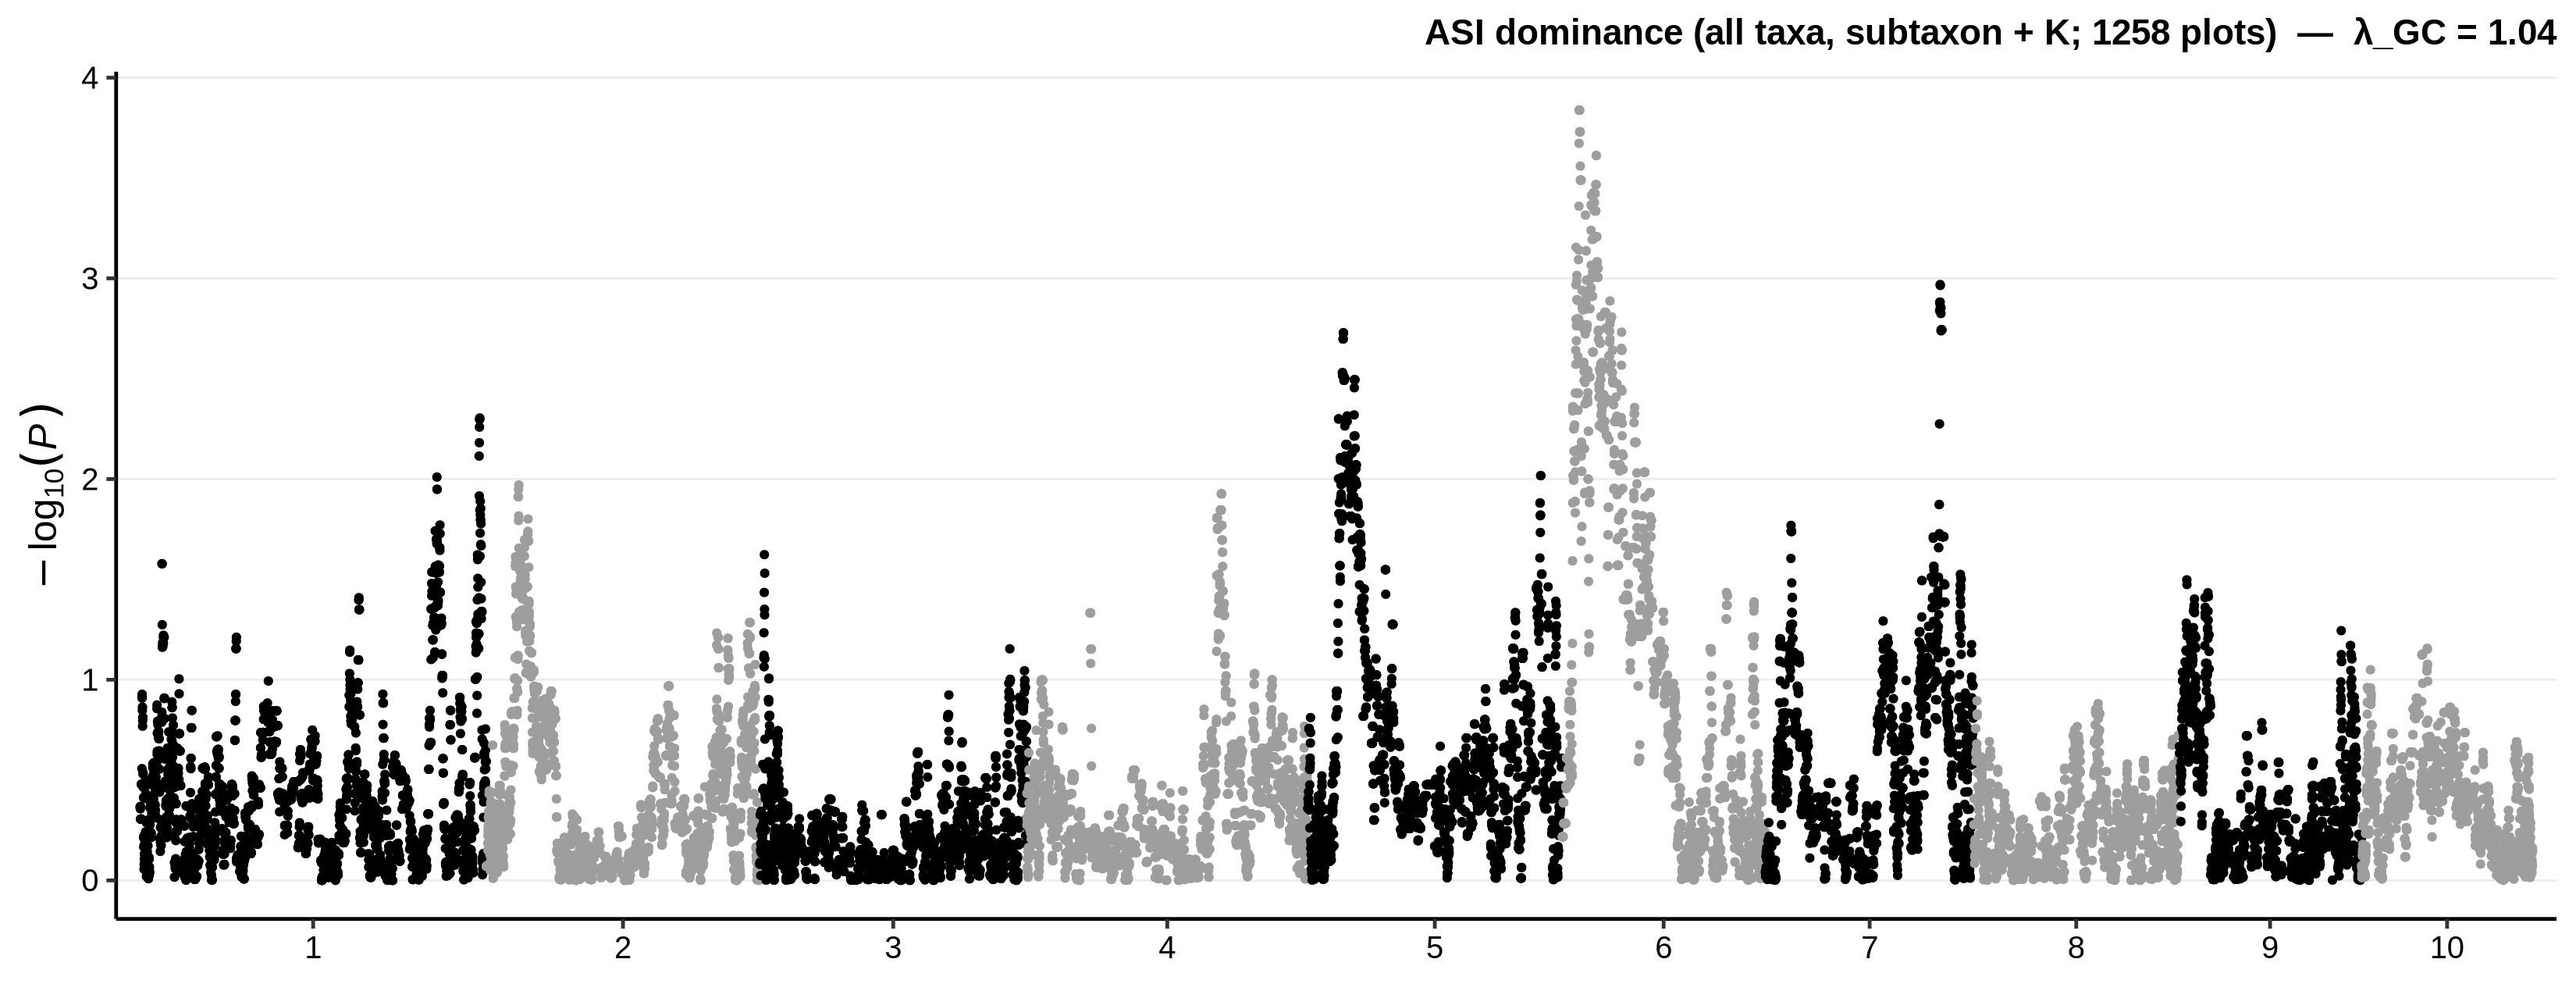 ASI dominance (all taxa, subtaxon + K; 1258 plots) — λ_GC = 1.04
4
3
2
1
0
− log10(P)
1 2 3 4 5 6 7 8 9 10